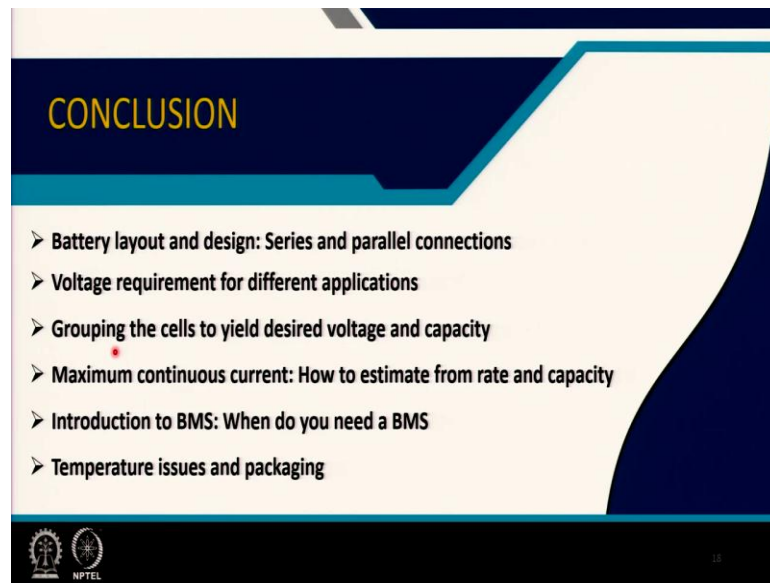 CONCLUSION
➢ Battery layout and design: Series and parallel connections
➢ Voltage requirement for different applications
➢ Grouping the cells to yield desired voltage and capacity
➢ Maximum continuous current: How to estimate from rate and capacity
➢ Introduction to BMS: When do you need a BMS
➢ Temperature issues and packaging
NPTEL